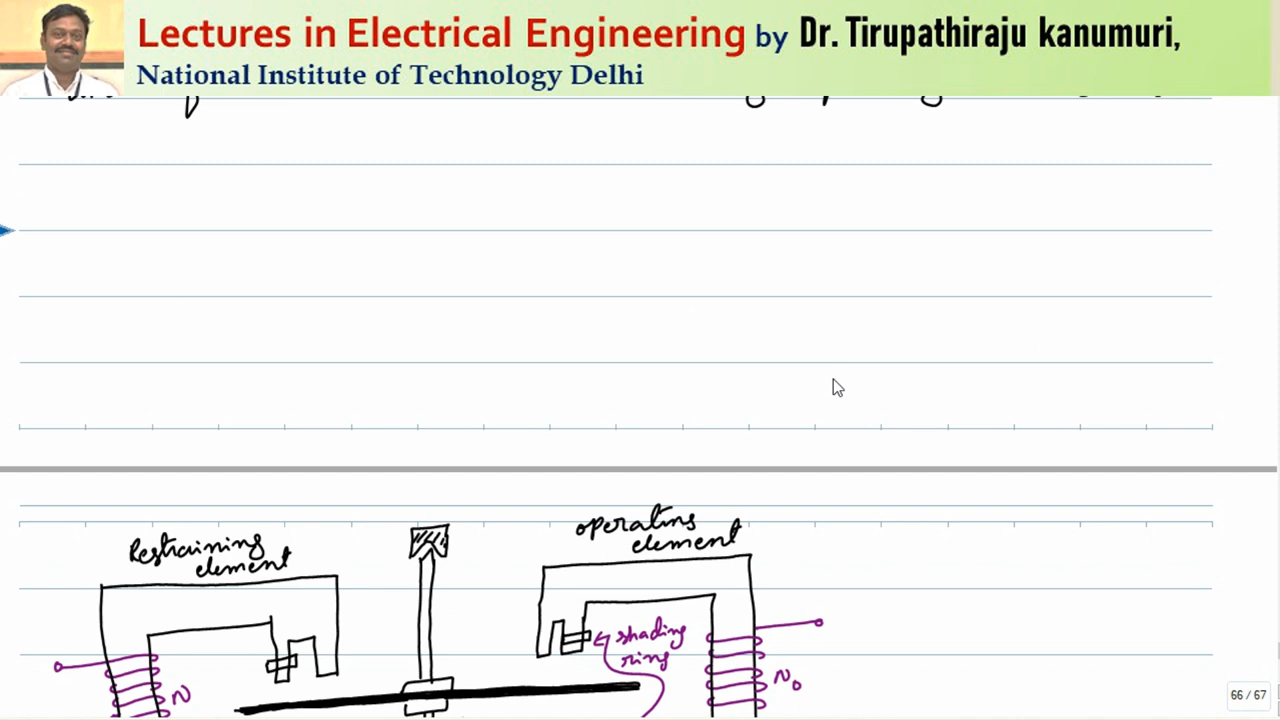 Lectures in Electrical Engineering by Dr. Tirupathiraju kanumuri,
National Institute of Technology Delhi
Restraining
element
operating
element
shading
ring
N
No
66 / 67